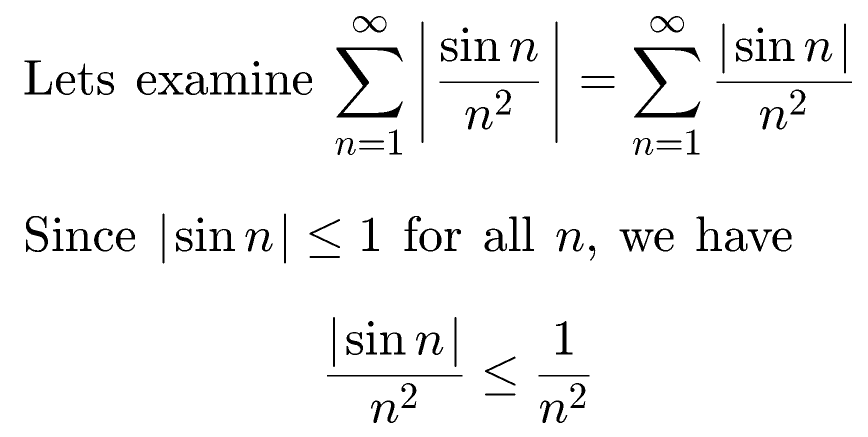 Lets examine $\sum_{n=1}^{\infty} \left| \frac{\sin n}{n^2} \right| = \sum_{n=1}^{\infty} \frac{|\sin n|}{n^2}$
Since $|\sin n| \leq 1$ for all $n$, we have
$\frac{|\sin n|}{n^2} \leq \frac{1}{n^2}$